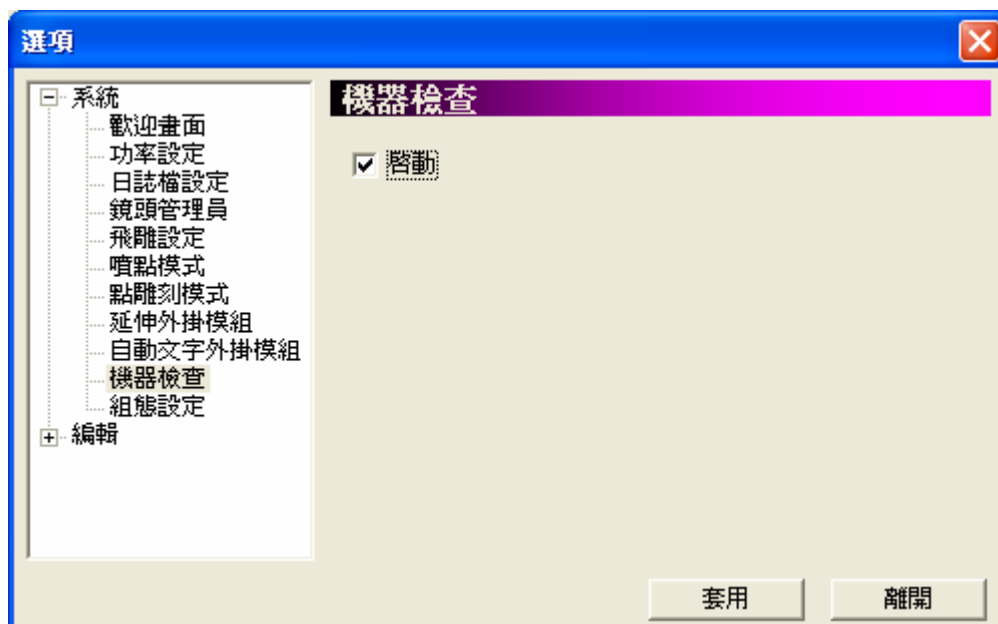 選項
系統
歡迎畫面
功率設定
日誌檔設定
鏡頭管理員
飛雕設定
噴點模式
點雕刻模式
延伸外掛模組
自動文字外掛模組
機器檢查
組態設定
編輯
機器檢查
啓動
套用
離開